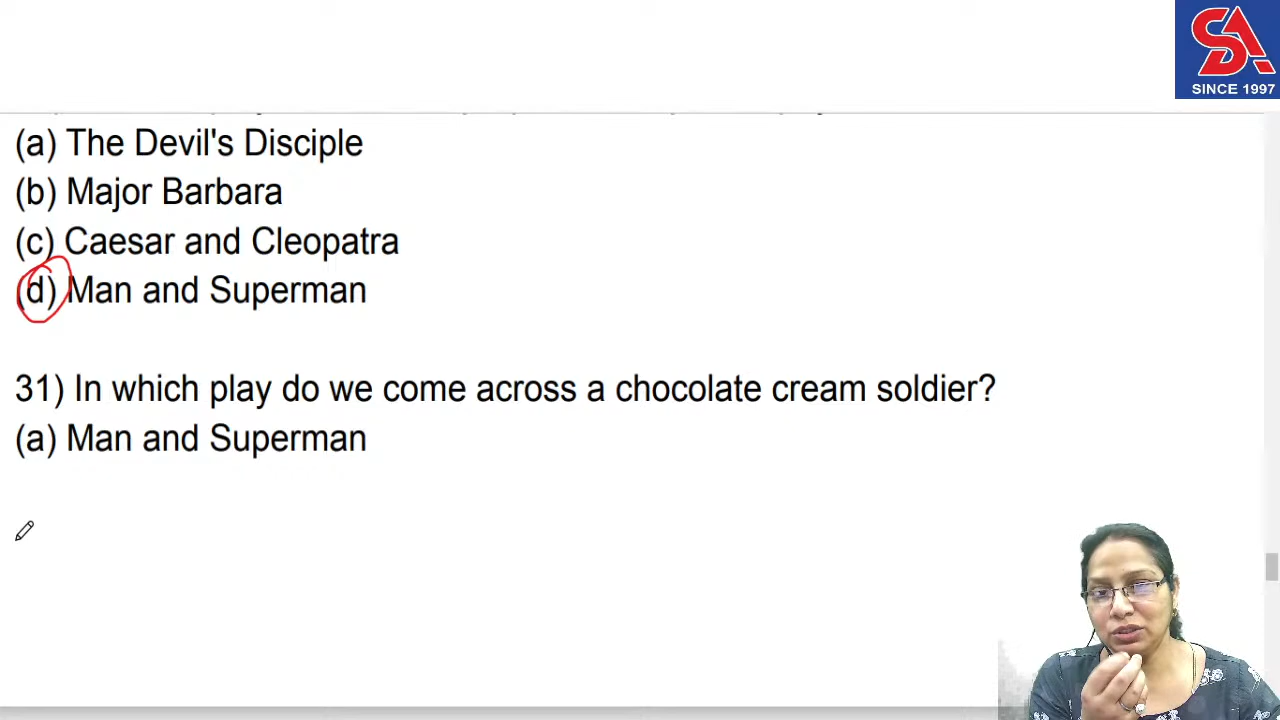 SDA
SINCE 1997
(a) The Devil's Disciple
(b) Major Barbara
(c) Caesar and Cleopatra
(d) Man and Superman
31) In which play do we come across a chocolate cream soldier?
(a) Man and Superman